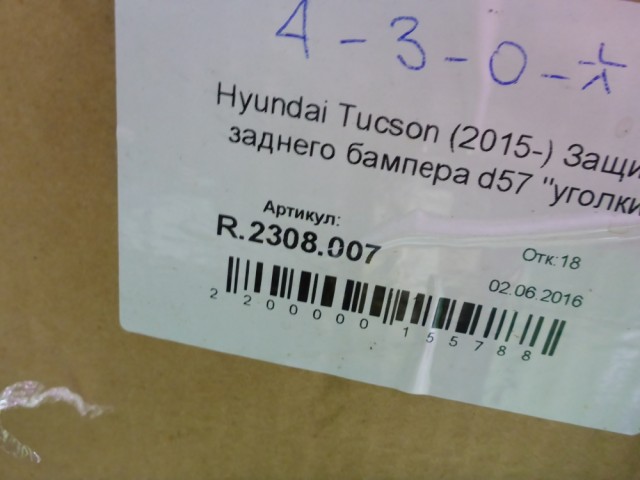 4-3-0-
Hyundai Tucson (2015-) Защи
заднего бампера d57 "уголки
Артикул:
R.2308.007
Отк:18
02.06.2016
2 200000 155788